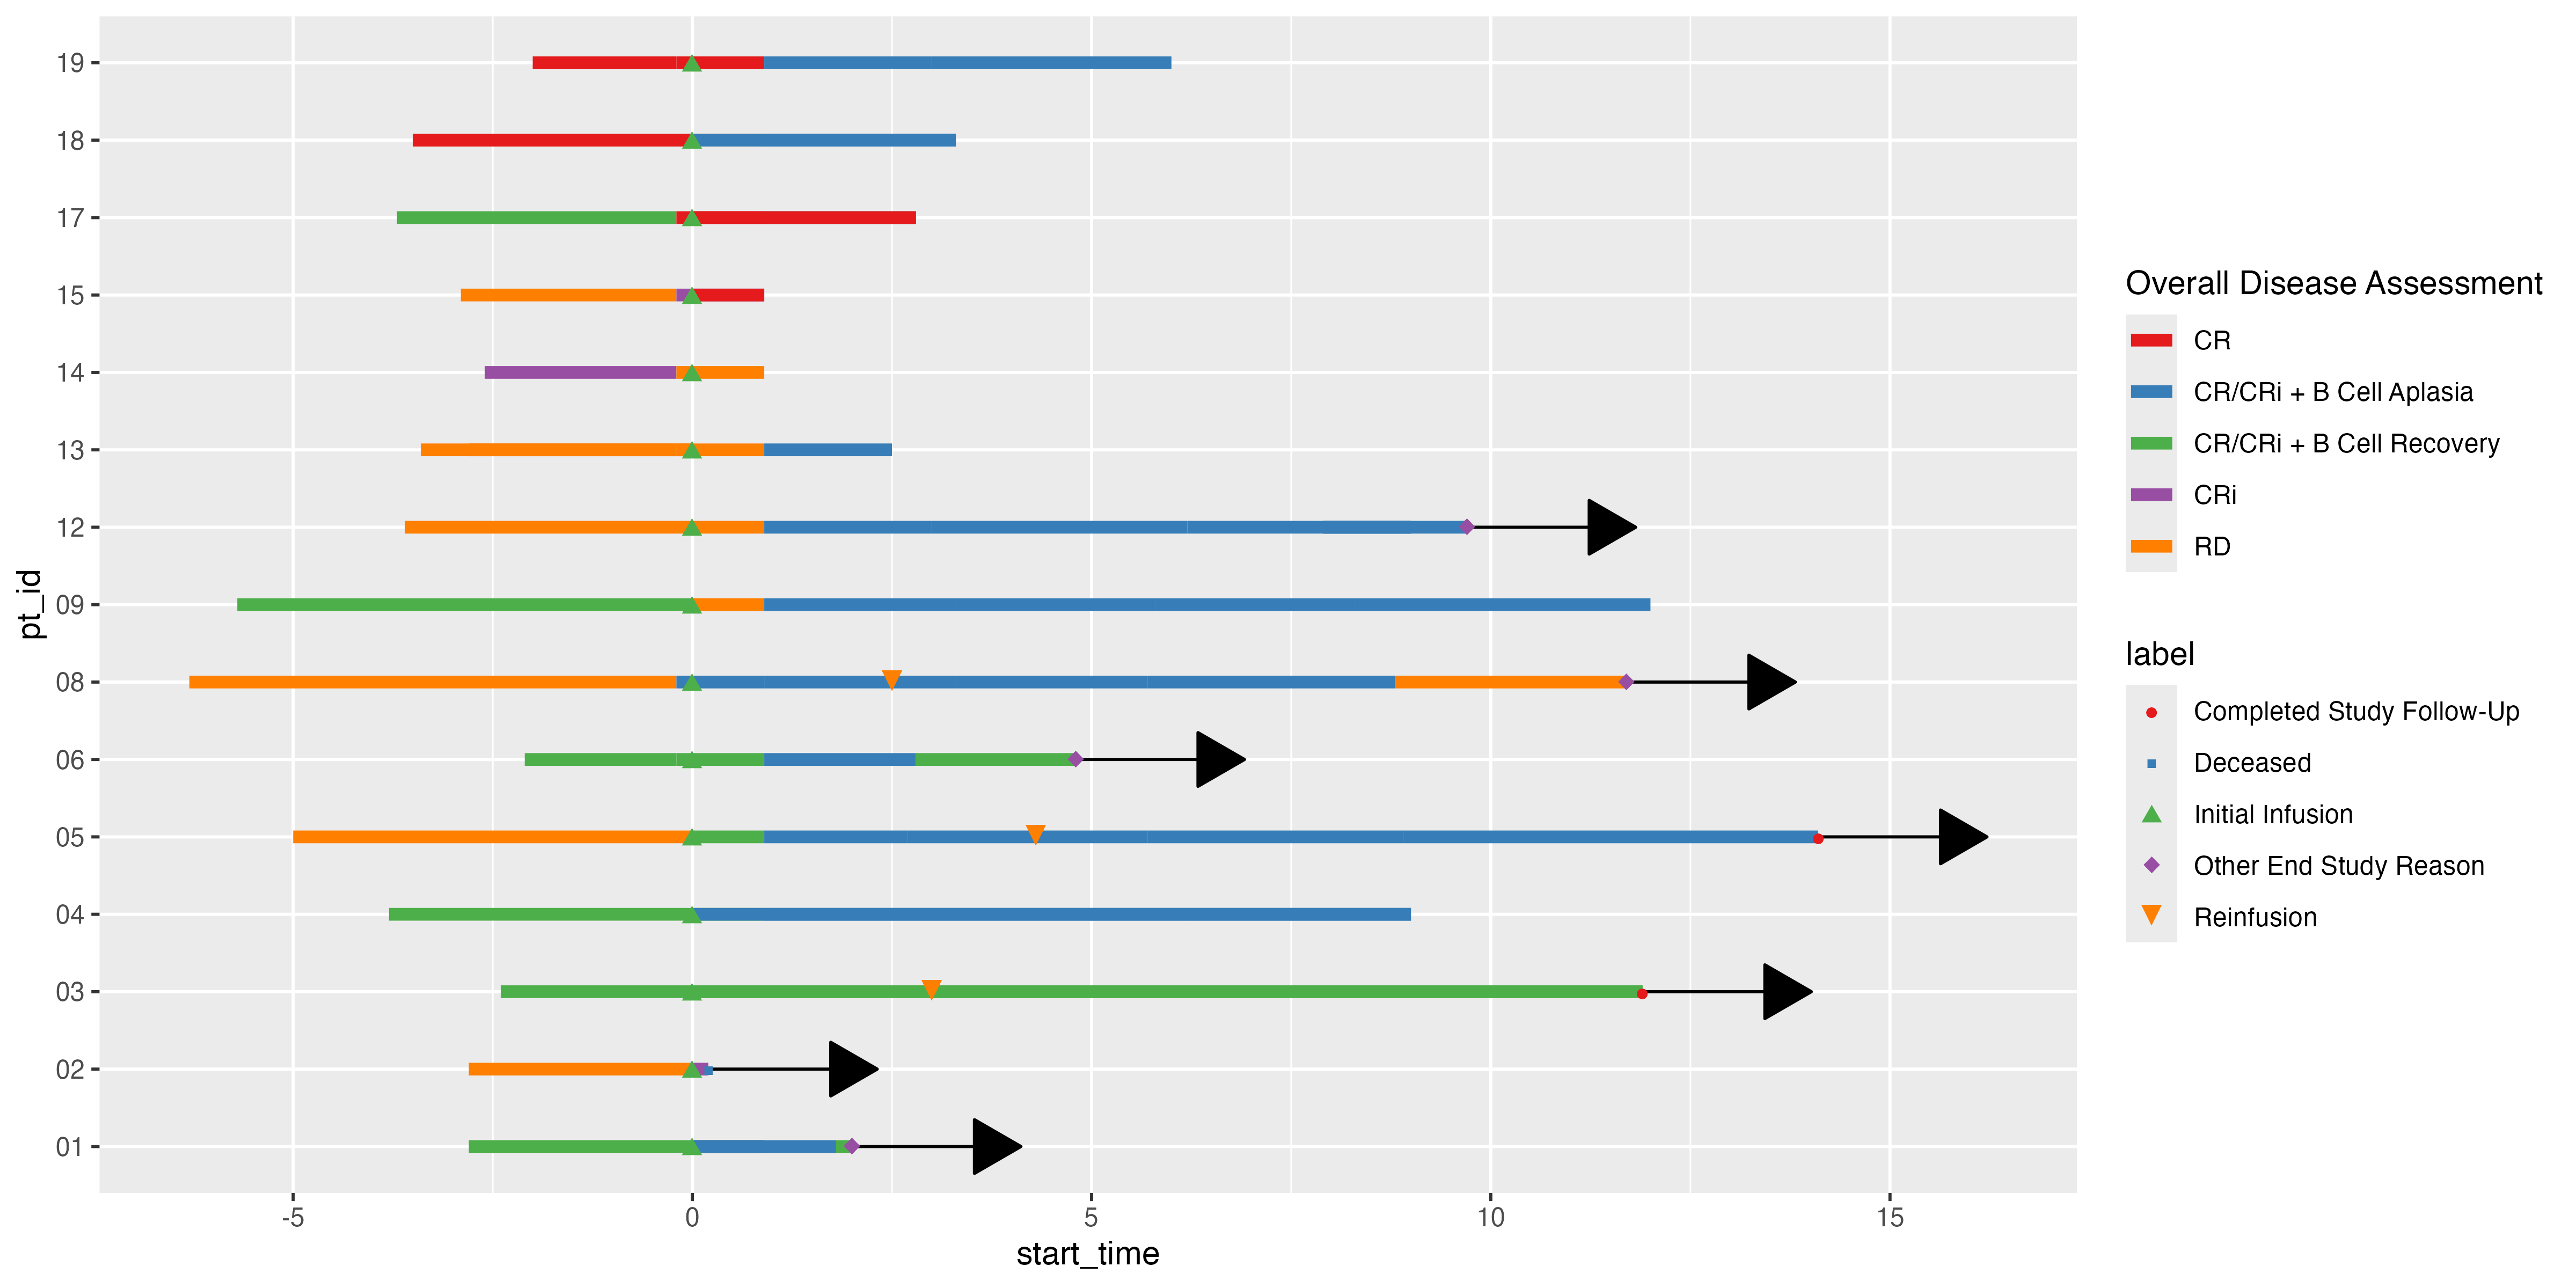 19
18
17
15
14
13
12
09
08
06
05
04
03
02
01
pt_id
-5
0
5
10
15
start_time
Overall Disease Assessment
CR
CR/CRi + B Cell Aplasia
CR/CRi + B Cell Recovery
CRi
RD
label
Completed Study Follow-Up
Deceased
Initial Infusion
Other End Study Reason
Reinfusion